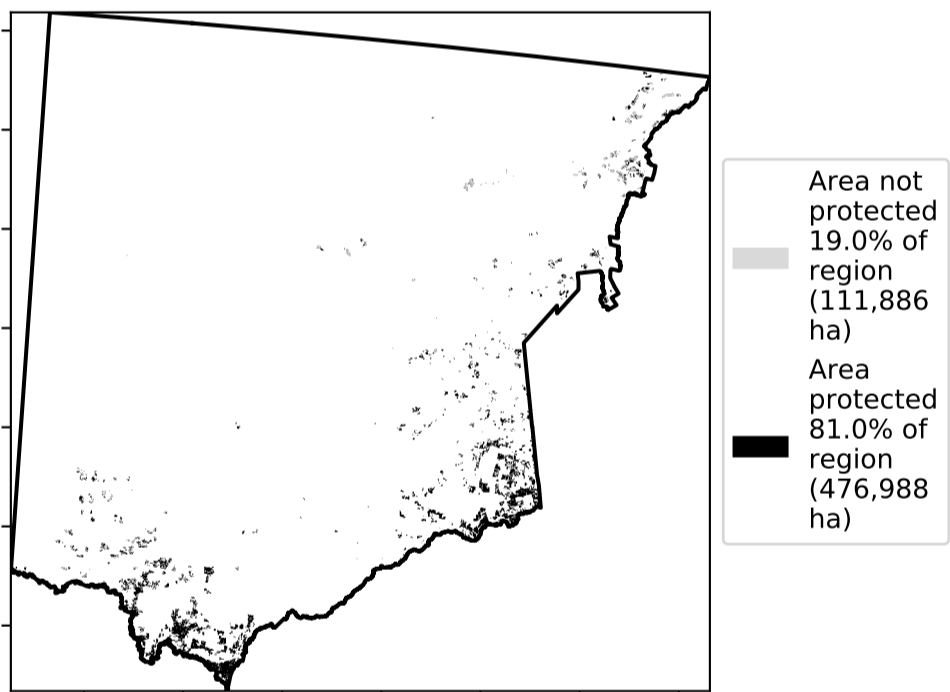 Area not
protected
19.0% of
region
(111,886
ha)
Area
protected
81.0% of
region
(476,988
ha)